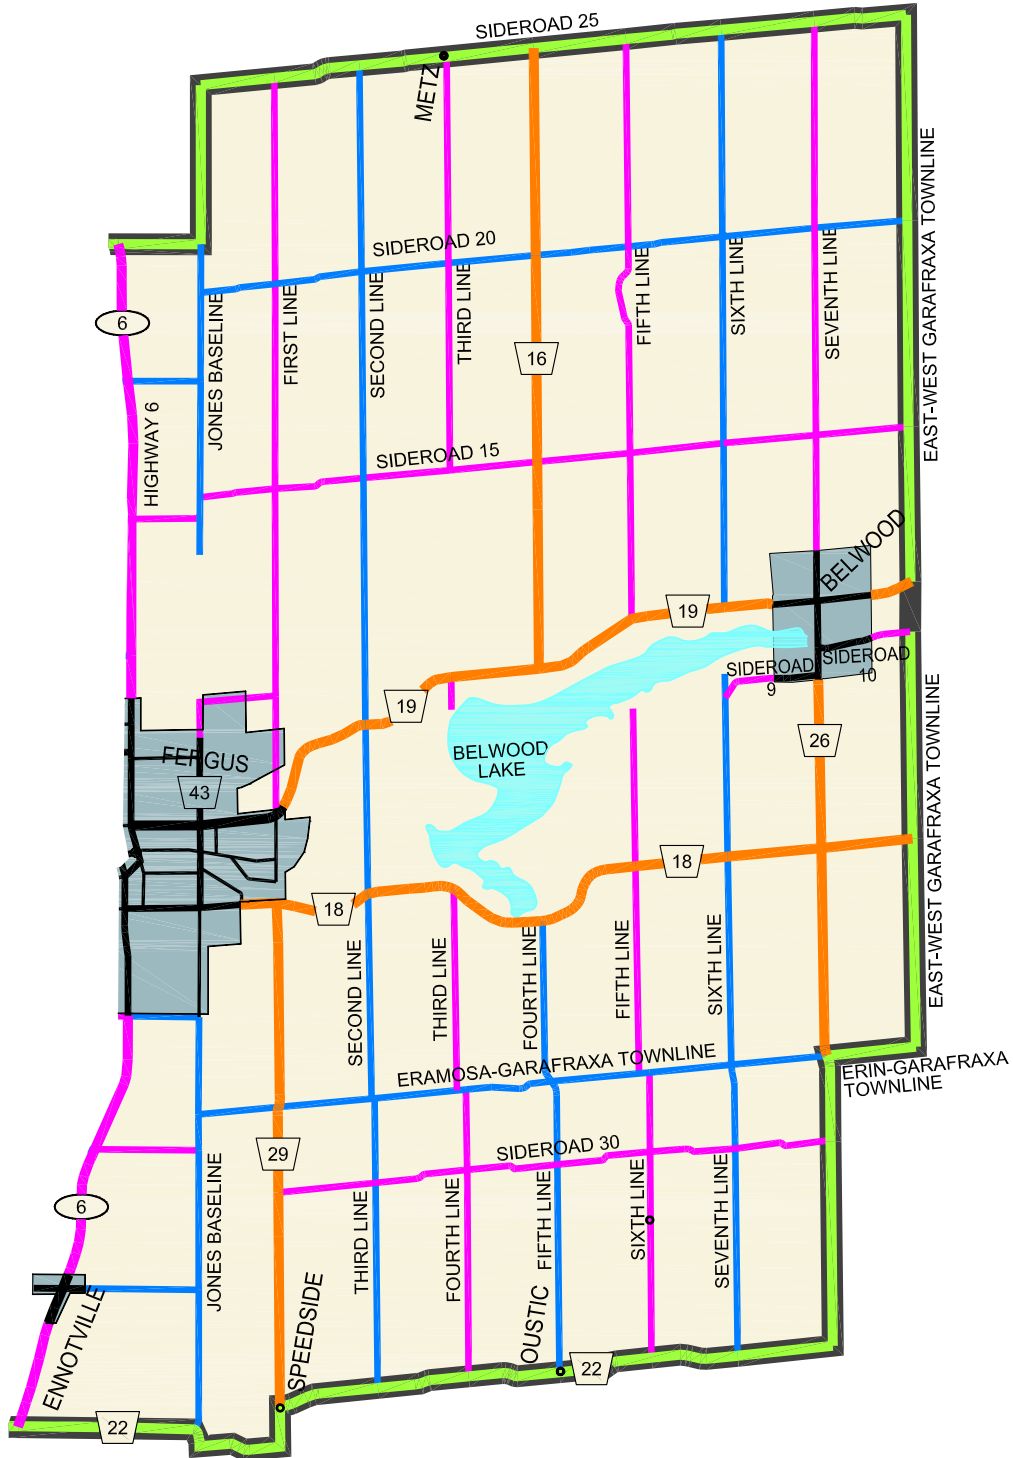 SIDEROAD 25
METZ
EAST-WEST GARAFRAXA TOWNLINE
SIDEROAD 20
6
JONES BASELINE
FIRST LINE
SECOND LINE
THIRD LINE
16
FIFTH LINE
SIXTH LINE
SEVENTH LINE
HIGHWAY 6
SIDEROAD 15
BELWOOD
19
SIDEROAD
9
SIDEROAD
10
19
EAST-WEST GARAFRAXA TOWNLINE
FERGUS
43
BELWOOD
LAKE
26
18
18
SECOND LINE
THIRD LINE
FOURTH LINE
FIFTH LINE
SIXTH LINE
ERAMOSA-GARAFRAXA TOWNLINE
ERIN-GARAFRAXA
TOWNLINE
29
SIDEROAD 30
6
JONES BASELINE
THIRD LINE
FOURTH LINE
FIFTH LINE
SIXTH LINE
SEVENTH LINE
ENNOTVILLE
SPEEDSIDE
OUSTIC
22
22